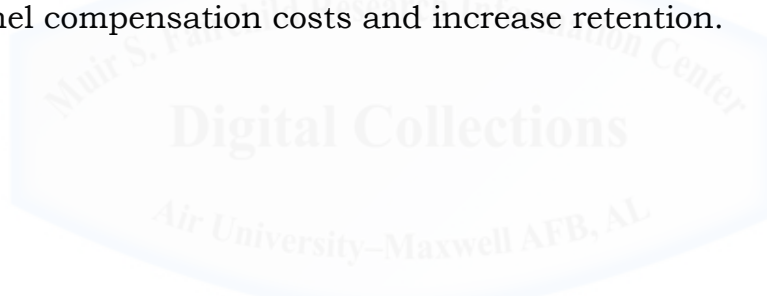 nel compensation costs and increase retention.
Muir S. Fairchild Research Information Center
Digital Collections
Air University–Maxwell AFB, AL